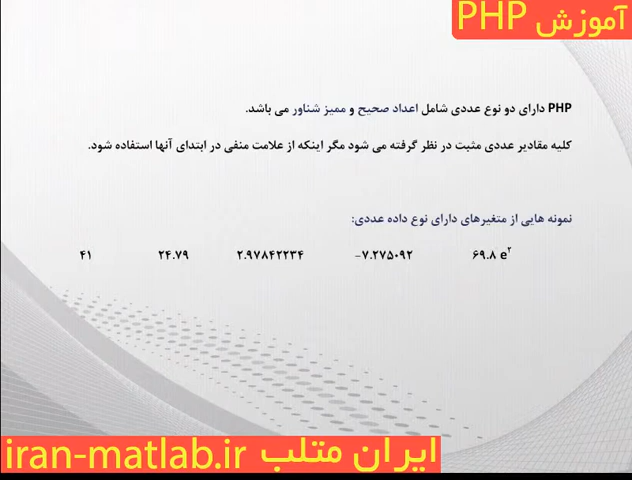 آموزش PHP
PHP دارای دو نوع عددی شامل اعداد صحیح و ممیز شناور می باشد.
کلیه مقادیر عددی مثبت در نظر گرفته می شود مگر اینکه از علامت منفی در ابتدای آنها استفاده شود.
نمونه هایی از متغیرهای دارای نوع داده عددی:
۴۱ ۲۴.۷۹ ۲.۹۷۸۴۲۲۳۴ -۷.۲۷۵۰۹۲ ۶۹.۸ e²
ایران متلب iran-matlab.ir